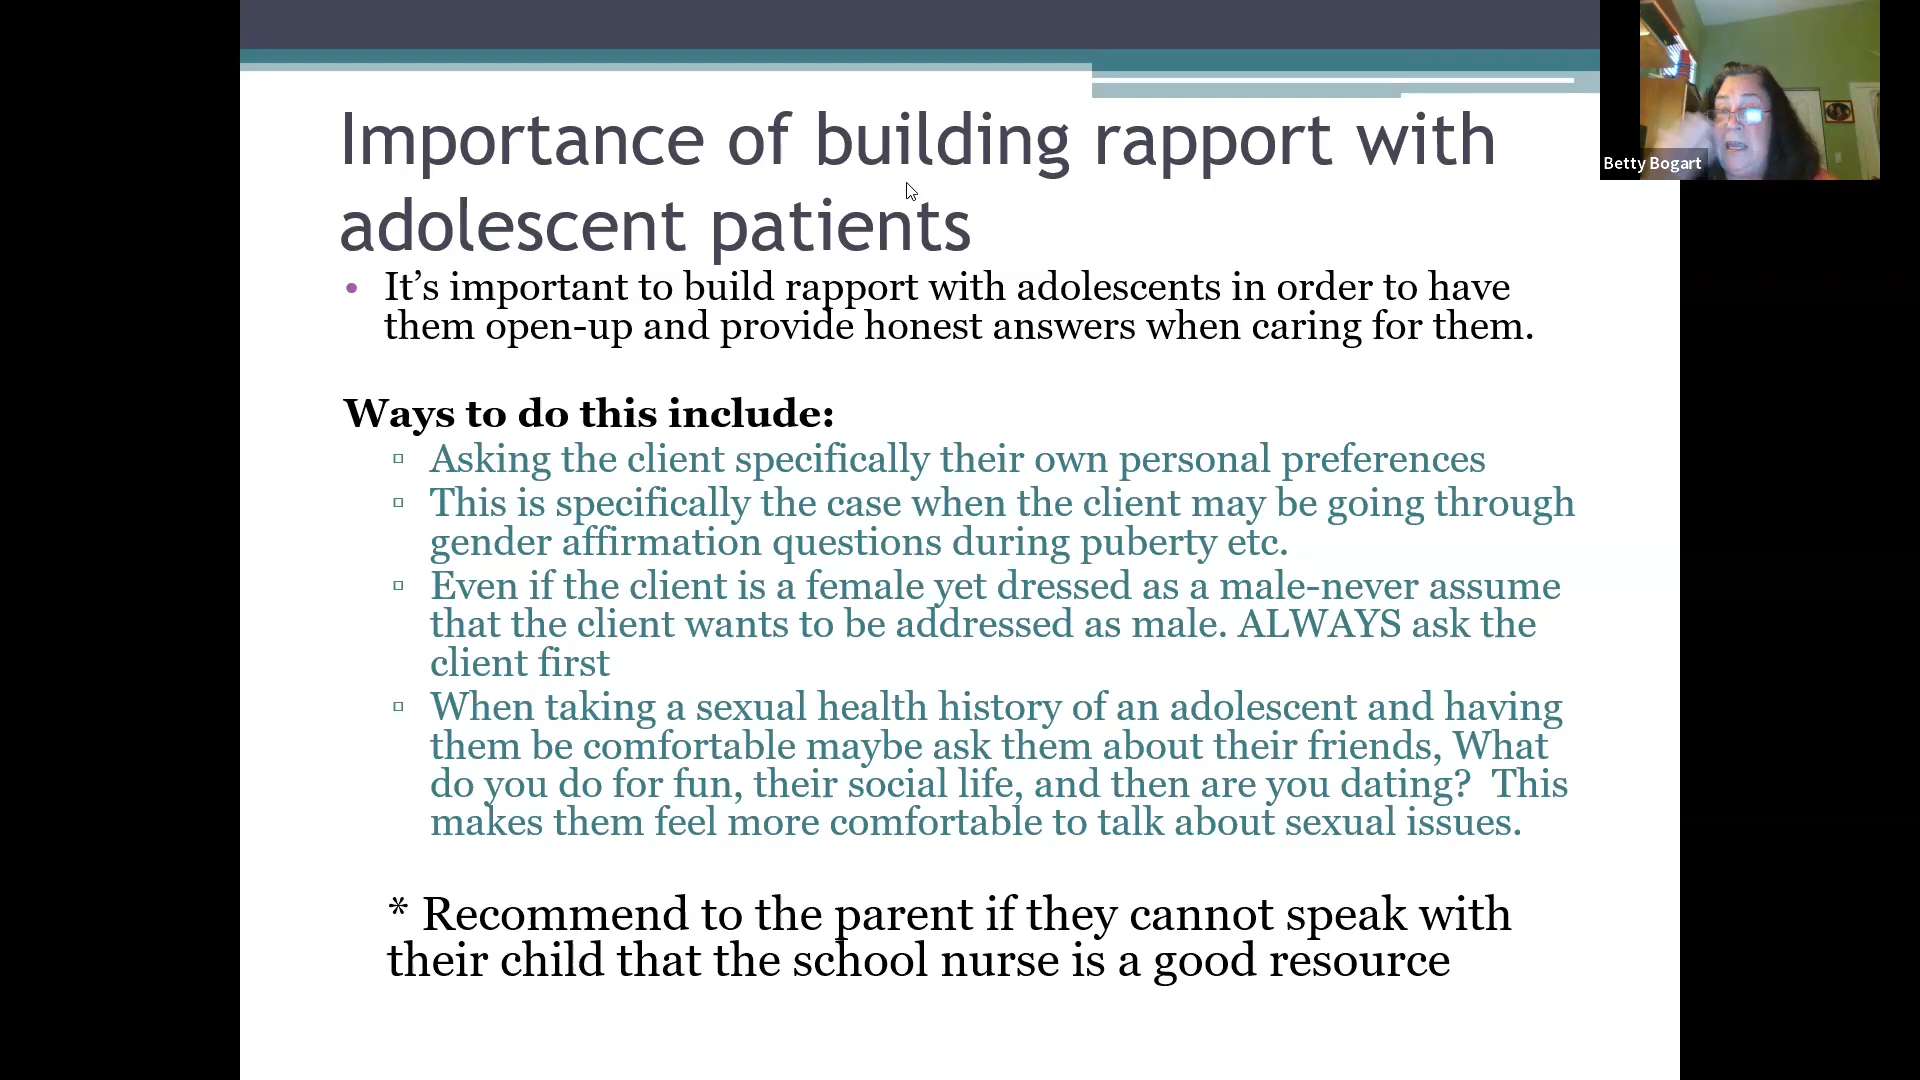 Importance of building rapport with
adolescent patients
Betty Bogart
• It’s important to build rapport with adolescents in order to have
them open-up and provide honest answers when caring for them.
Ways to do this include:
▫ Asking the client specifically their own personal preferences
▫ This is specifically the case when the client may be going through
gender affirmation questions during puberty etc.
▫ Even if the client is a female yet dressed as a male-never assume
that the client wants to be addressed as male. ALWAYS ask the
client first
▫ When taking a sexual health history of an adolescent and having
them be comfortable maybe ask them about their friends, What
do you do for fun, their social life, and then are you dating?  This
makes them feel more comfortable to talk about sexual issues.
* Recommend to the parent if they cannot speak with
their child that the school nurse is a good resource